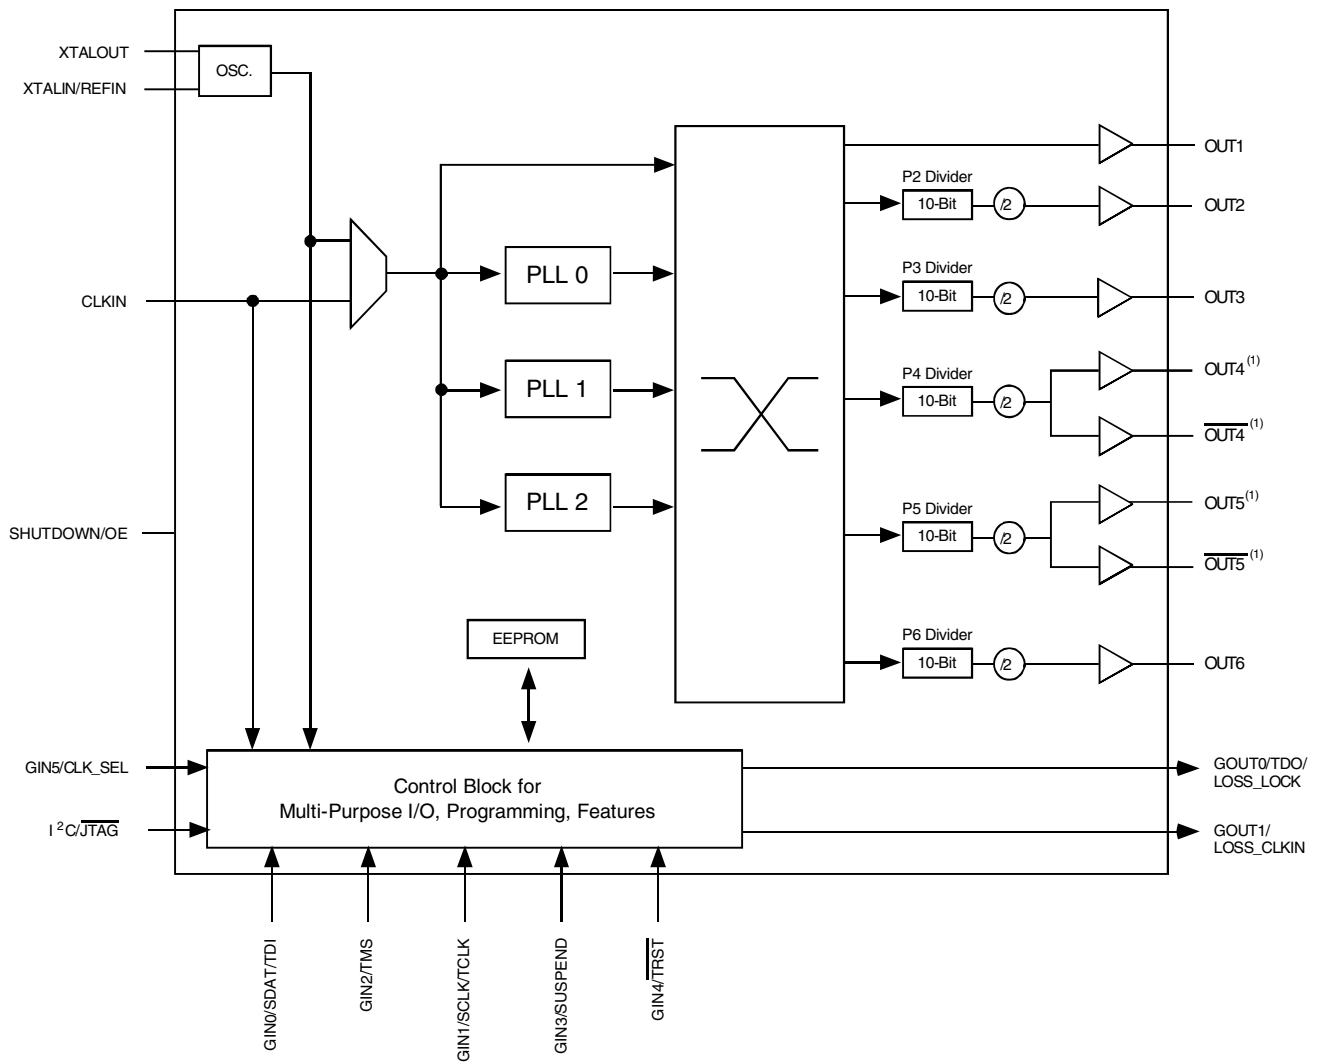 XTALOUT
OSC.
XTALIN/REFIN
OUT1
P2 Divider
10-Bit
/2
OUT2
P3 Divider
10-Bit
/2
OUT3
CLKIN
PLL 0
PLL 1
PLL 2
P4 Divider
10-Bit
/2
OUT4(1)
OUT4(1)
P5 Divider
10-Bit
/2
OUT5(1)
OUT5(1)
SHUTDOWN/OE
EEPROM
P6 Divider
10-Bit
/2
OUT6
GIN5/CLK_SEL
I2C/JTAG
Control Block for
Multi-Purpose I/O, Programming, Features
GOUT0/TDO/
LOSS_LOCK
GOUT1/
LOSS_CLKIN
GIN0/SDAT/TDI
GIN2/TMS
GIN1/SCLK/TCLK
GIN3/SUSPEND
GIN4/TRST